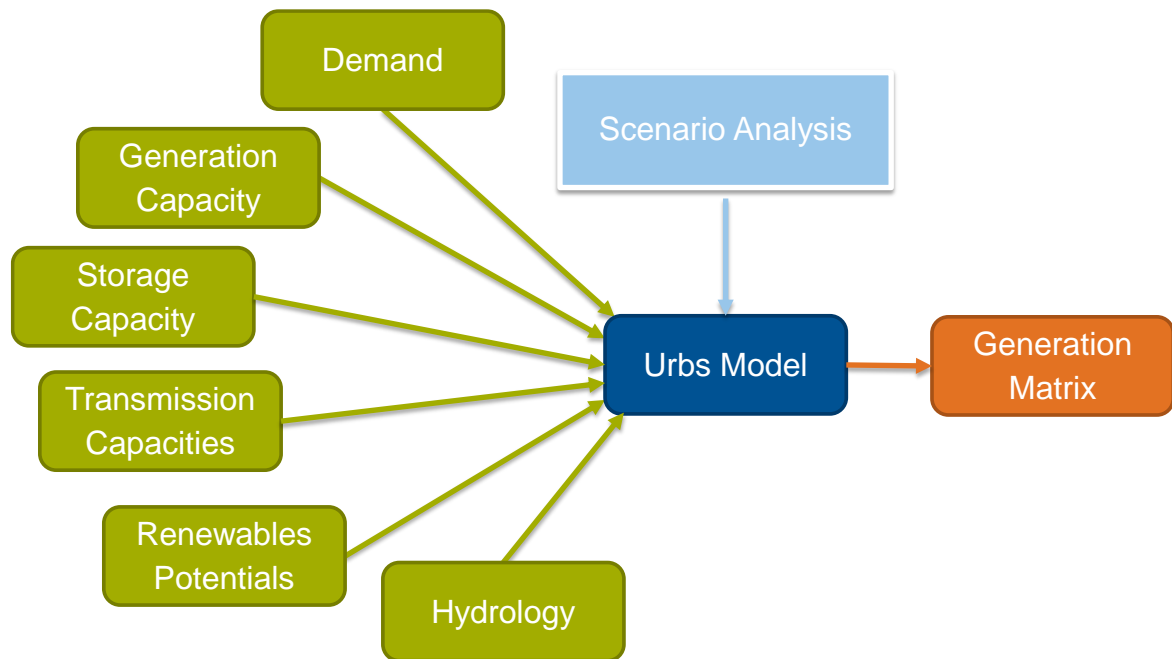 Demand
Scenario Analysis
Generation
Capacity
Storage
Capacity
Transmission
Capacities
Renewables
Potentials
Hydrology
Urbs Model
Generation
Matrix